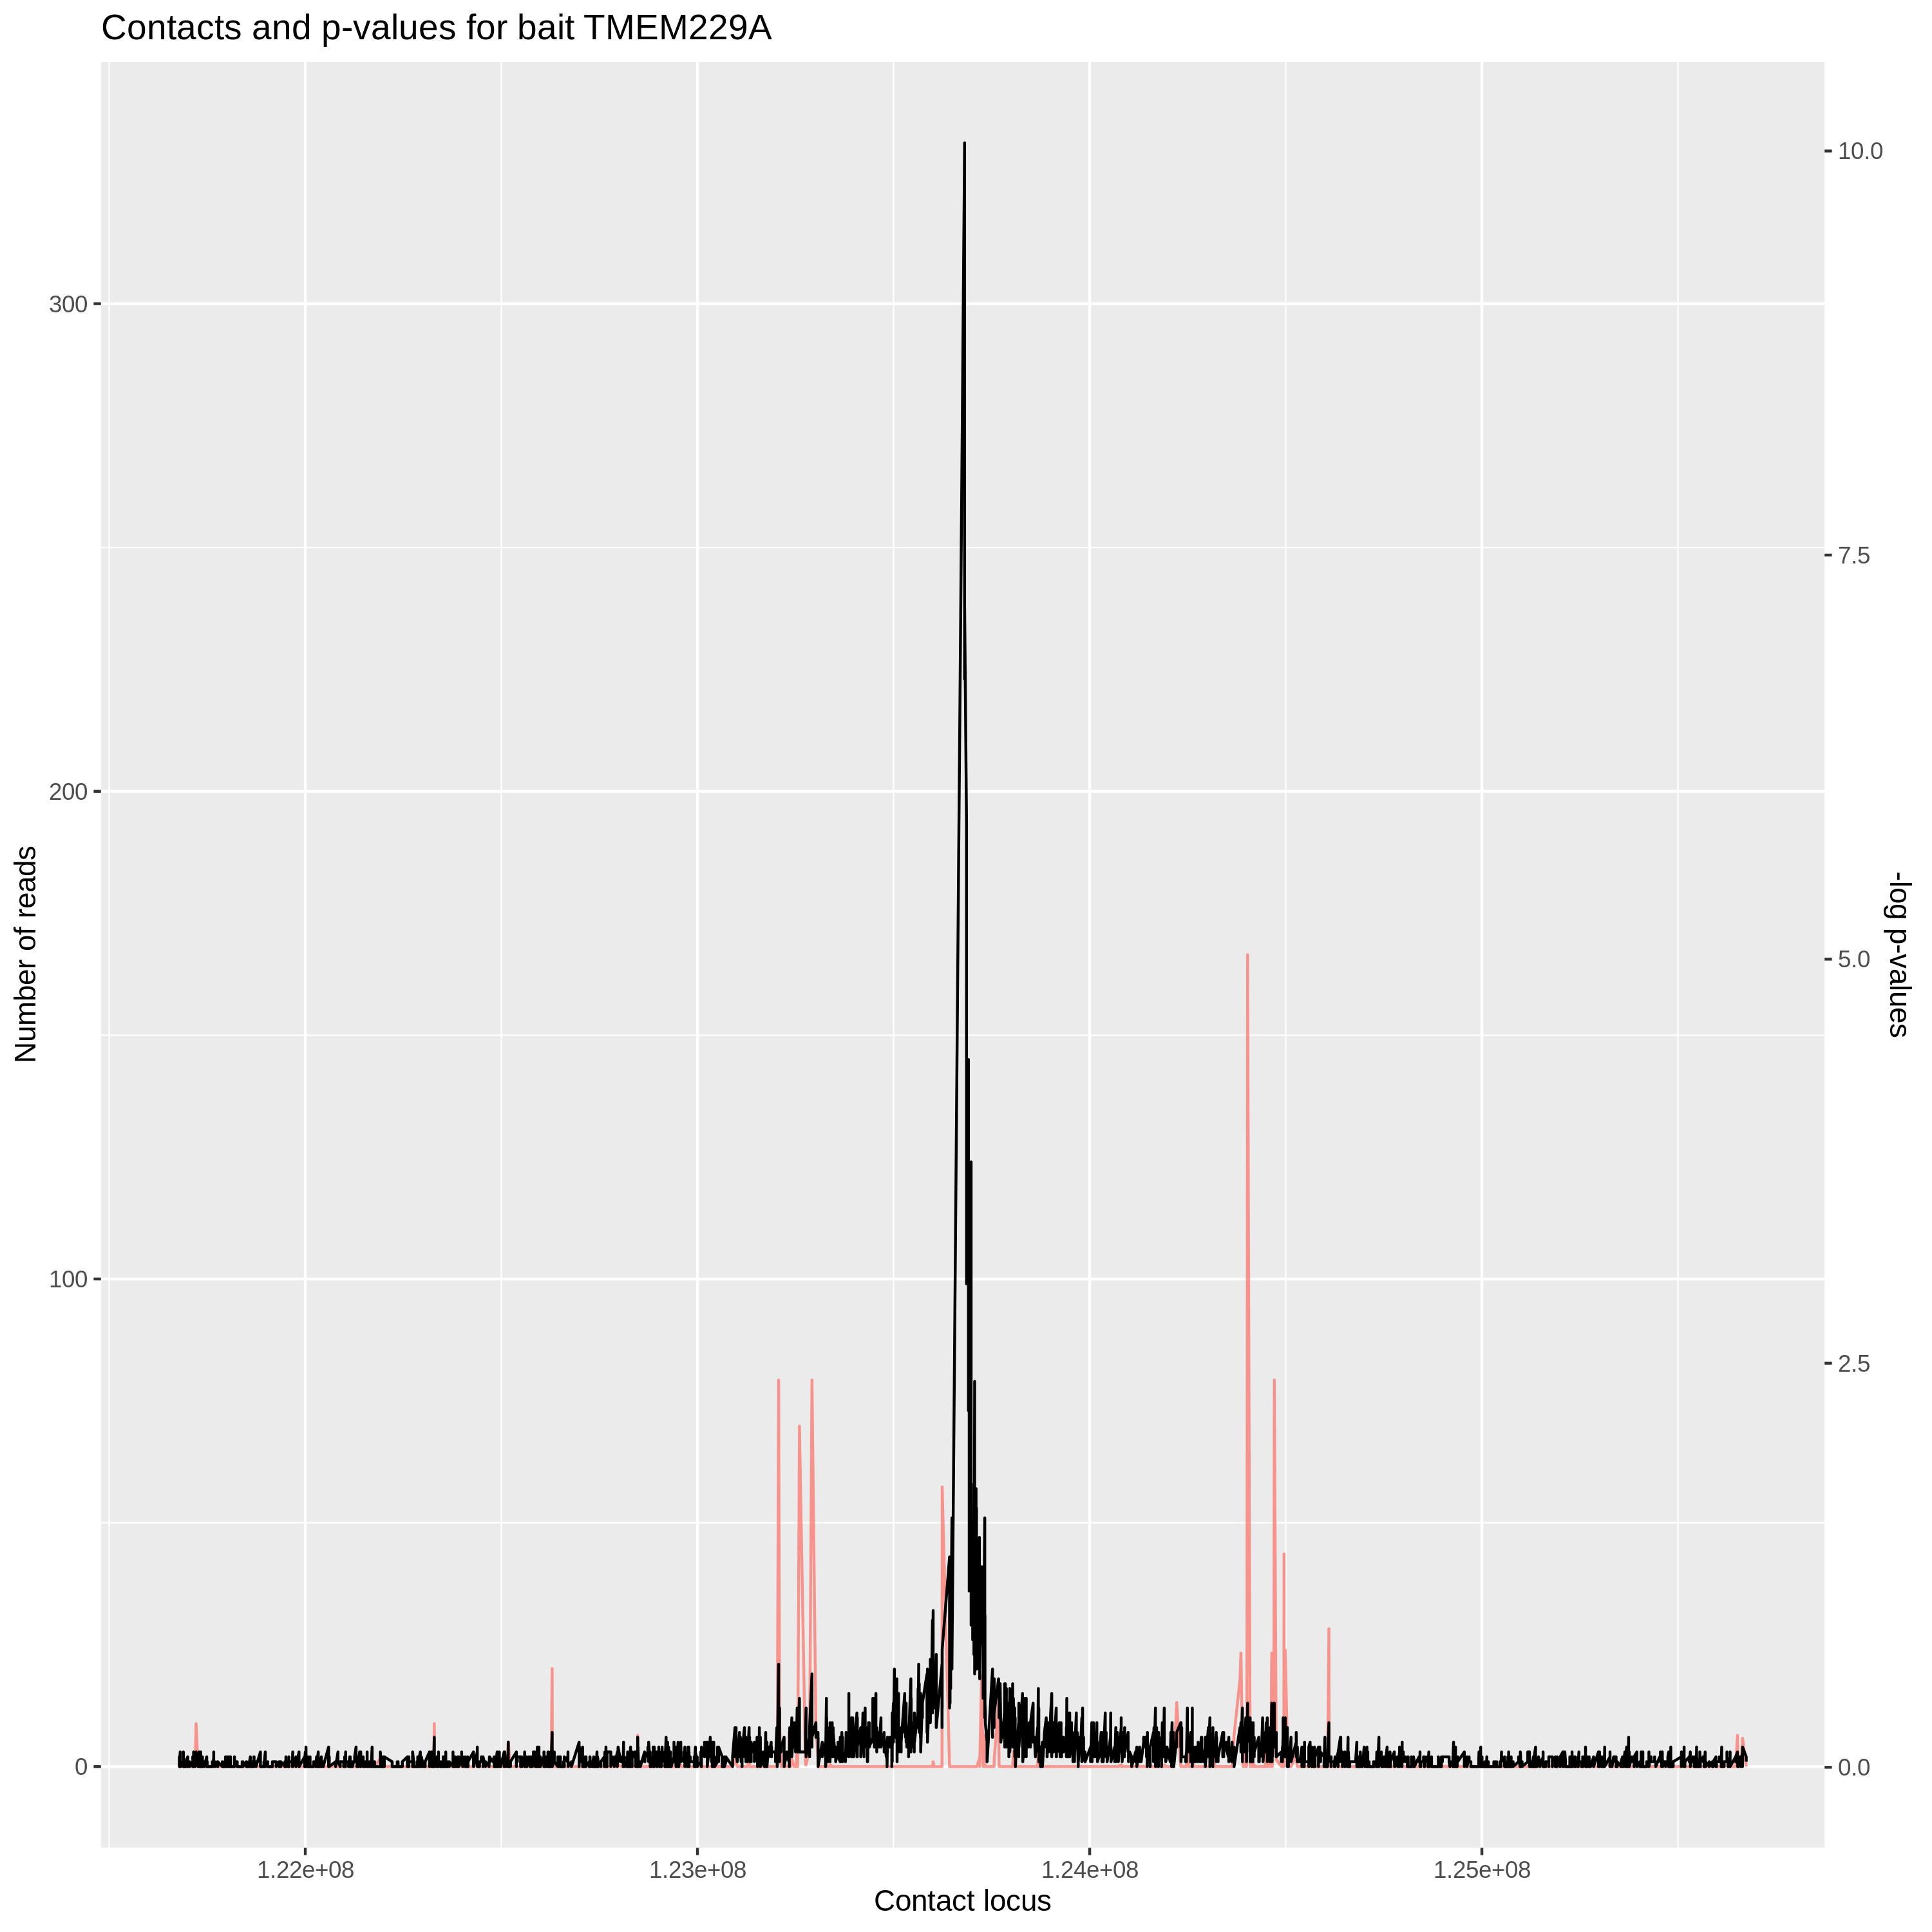 Contacts and p-values for bait TMEM229A
Number of reads
300
200
100
0
10.0
7.5
5.0
2.5
0.0
-log p-values
1.22e+08
1.23e+08
1.24e+08
1.25e+08
Contact locus